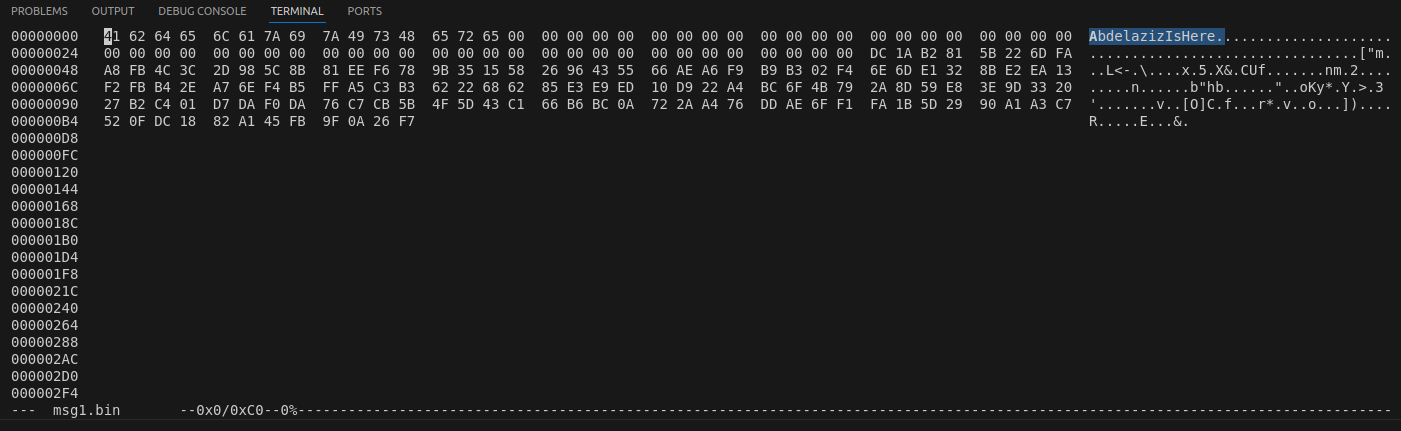 PROBLEMS OUTPUT DEBUG CONSOLE TERMINAL PORTS
00000000 41 62 64 65 6C 61 7A 69 7A 49 73 48 65 72 65 00 00 00 00 00 00 00 00 00 00 00 00 00 00 00 00 00 00 00 00 00 AbdelazizIsHere.....................
00000024 00 00 00 00 00 00 00 00 00 00 00 00 00 00 00 00 00 00 00 00 00 00 00 00 00 00 00 00 DC 1A B2 81 5B 22 6D FA ................................["m.
00000048 A8 FB 4C 3C 2D 98 5C 8B 81 EE F6 78 9B 35 15 58 26 96 43 55 66 AE A6 F9 B9 B3 02 F4 6E 6D E1 32 8B E2 EA 13 ..L<-.\....x.5.X&.CUf.......nm.2....
0000006C F2 FB B4 2E A7 6E F4 B5 FF A5 C3 B3 62 22 68 62 85 E3 E9 ED 10 D9 22 A4 BC 6F 4B 79 2A 8D 59 E8 3E 9D 33 20 .....n......b"hb......"..oKy*.Y.>.3
00000090 27 B2 C4 01 D7 DA F0 DA 76 C7 CB 5B 4F 5D 43 C1 66 B6 BC 0A 72 2A A4 76 DD AE 6F F1 FA 1B 5D 29 90 A1 A3 C7 '.......v..[O]C.f...r*.v..o...])....
000000B4 52 0F DC 18 82 A1 45 FB 9F 0A 26 F7 R.....E...&.
000000D8
000000FC
00000120
00000144
00000168
0000018C
000001B0
000001D4
000001F8
0000021C
00000240
00000264
00000288
000002AC
000002D0
000002F4
--- msg1.bin --0x0/0xC0--0%----------------------------------------------------------------------------------------------------------------------------------